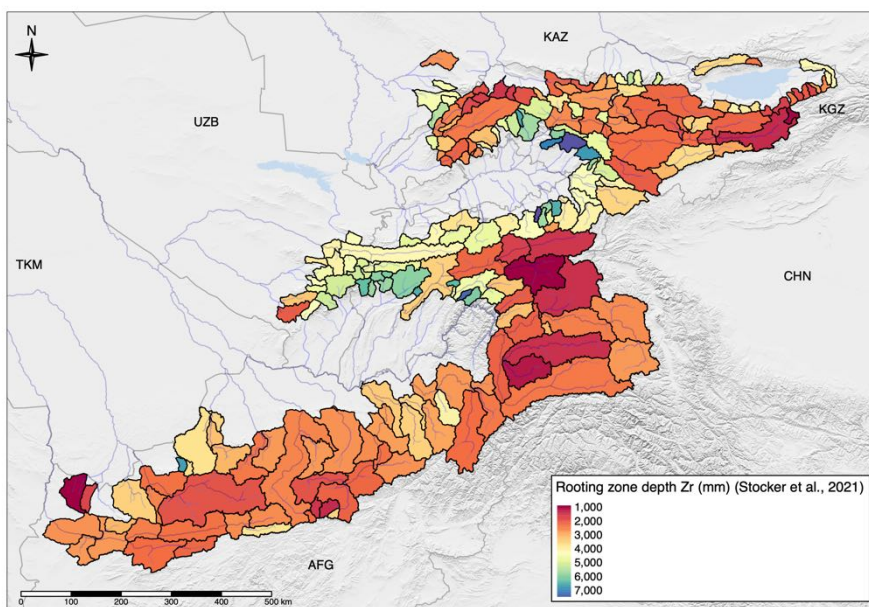 N
KAZ
UZB
KGZ
TKM
CHN
Rooting zone depth Zr (mm) (Stocker et al., 2021)
1,000
2,000
3,000
4,000
5,000
6,000
7,000
AFG
0 100 200 300 400 500 km